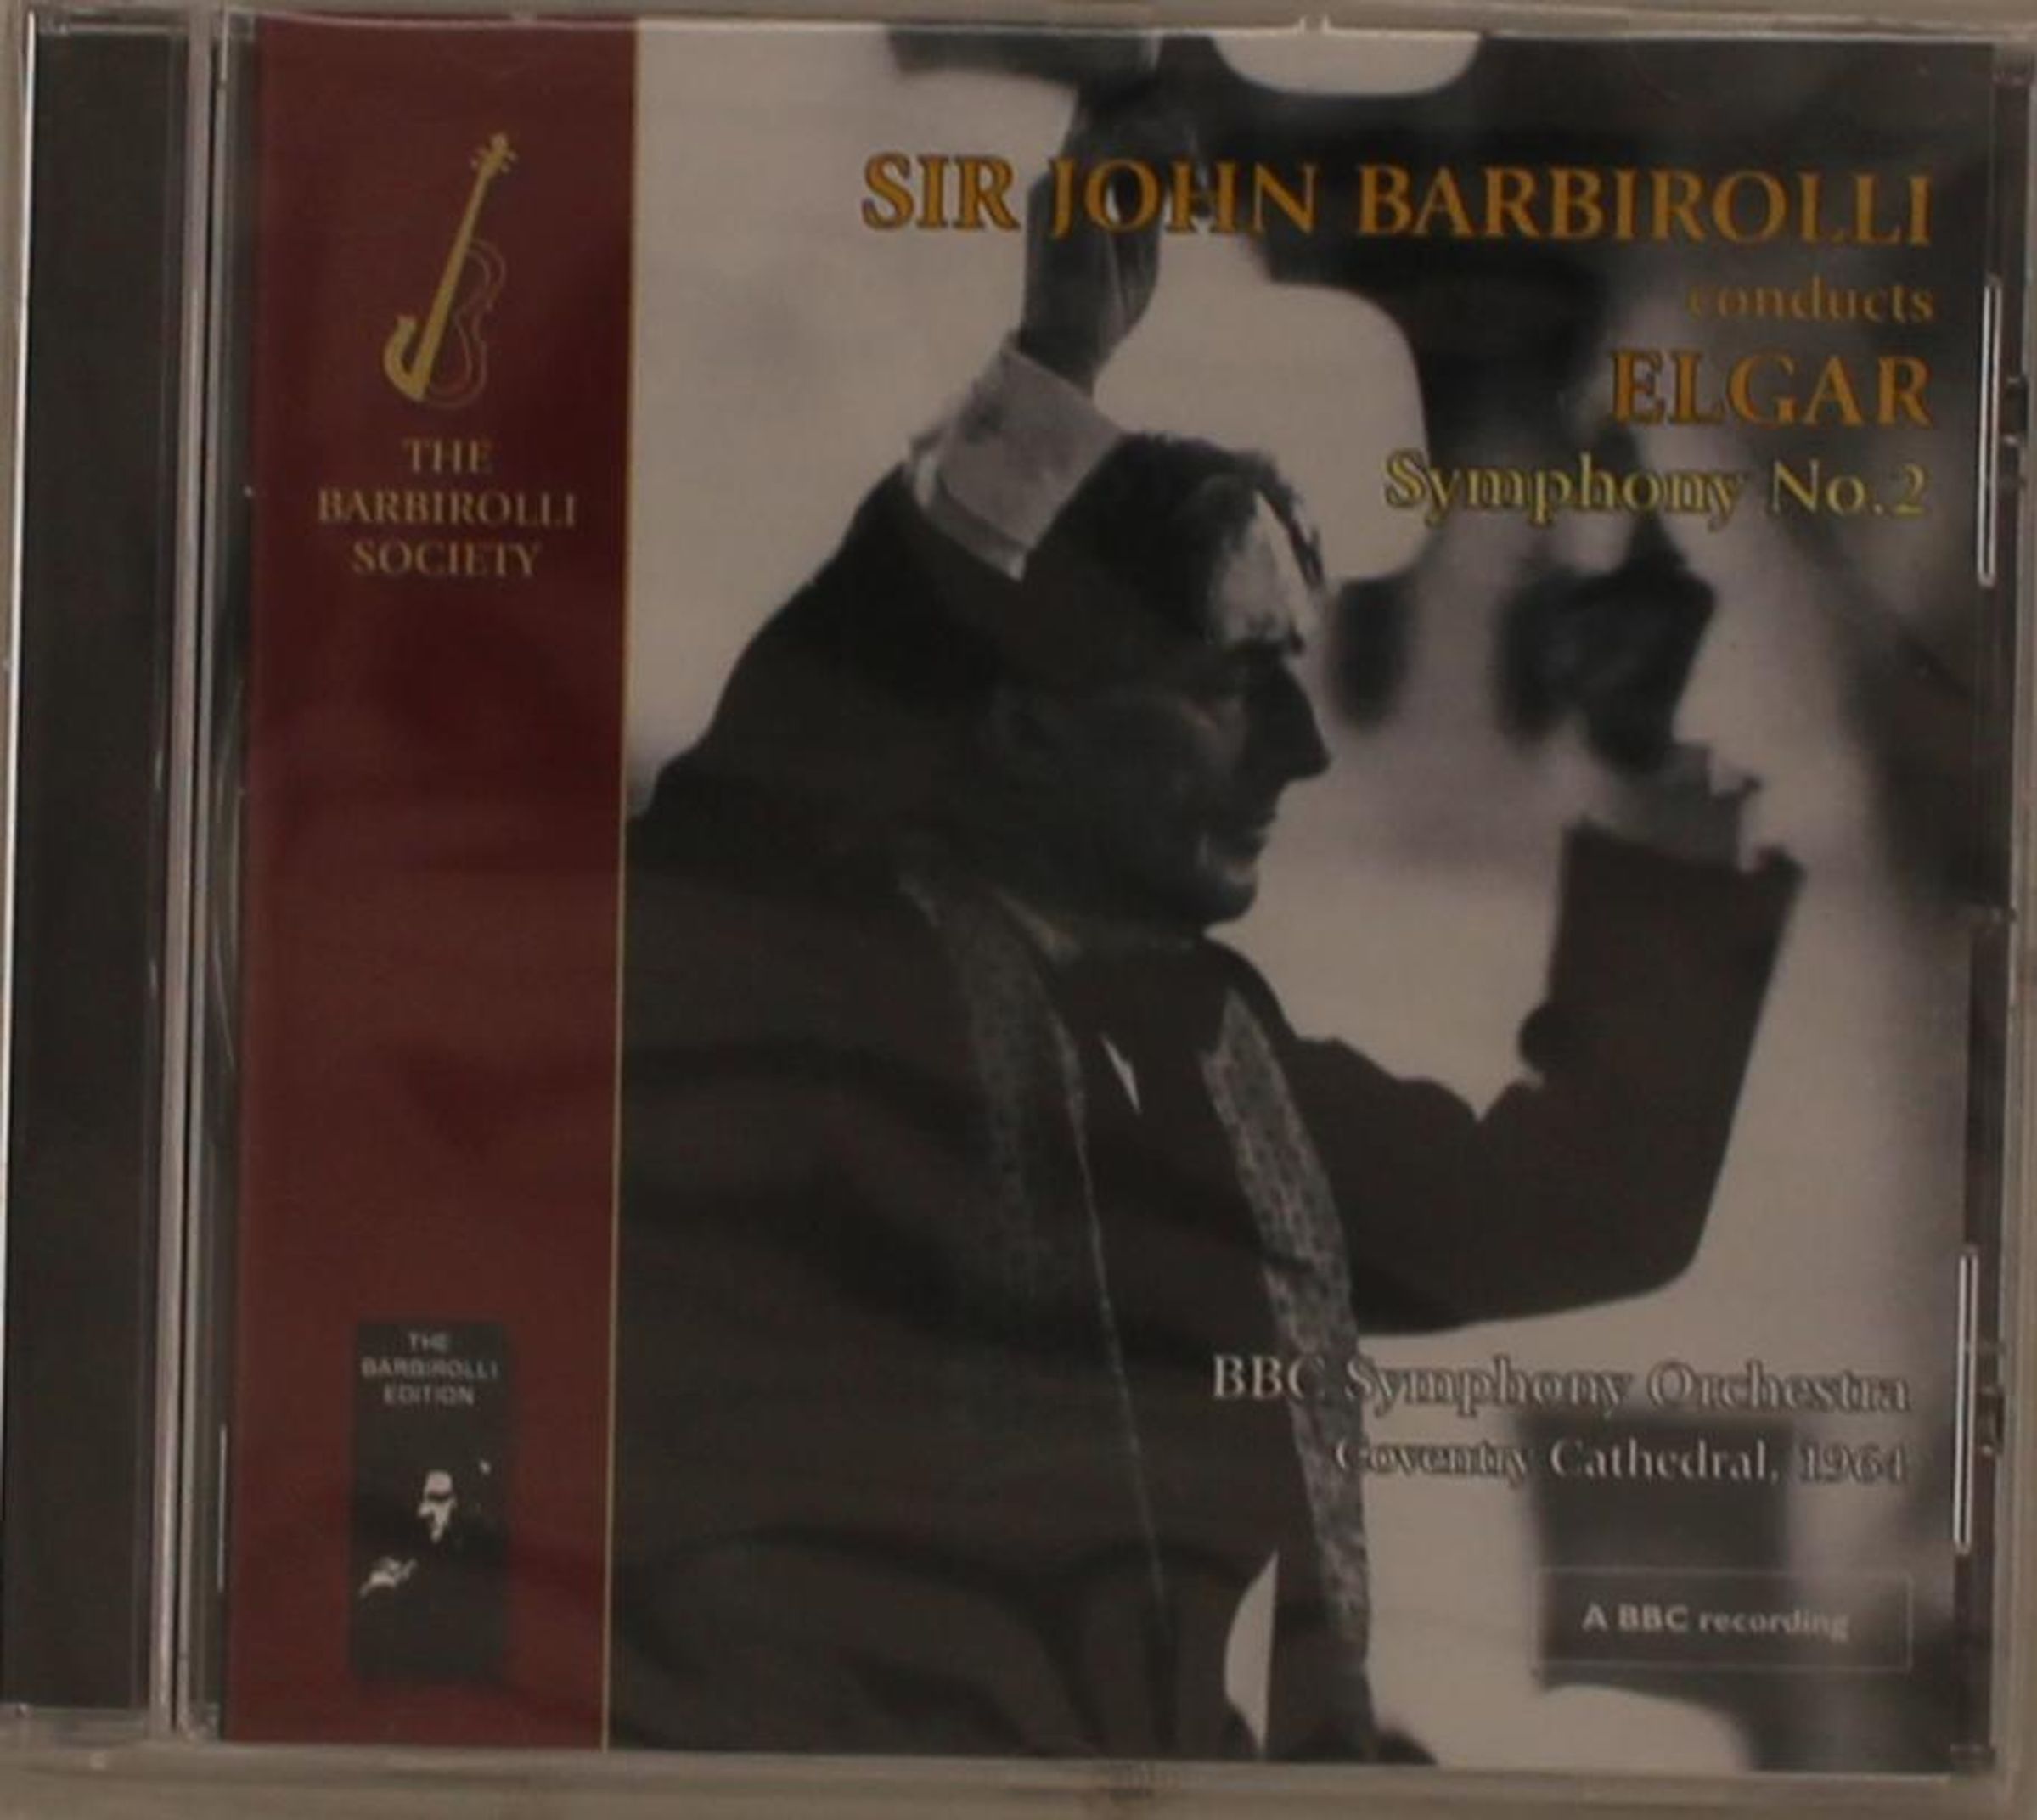 THE
BARBIROLLI
SOCIETY
SIR JOHN BARBIROLLI
conducts
ELGAR
Symphony No.2
THE
BARBIROLLI
EDITION
BBC Symphony Orchestra
Coventry Cathedral, 1964
A BBC recording